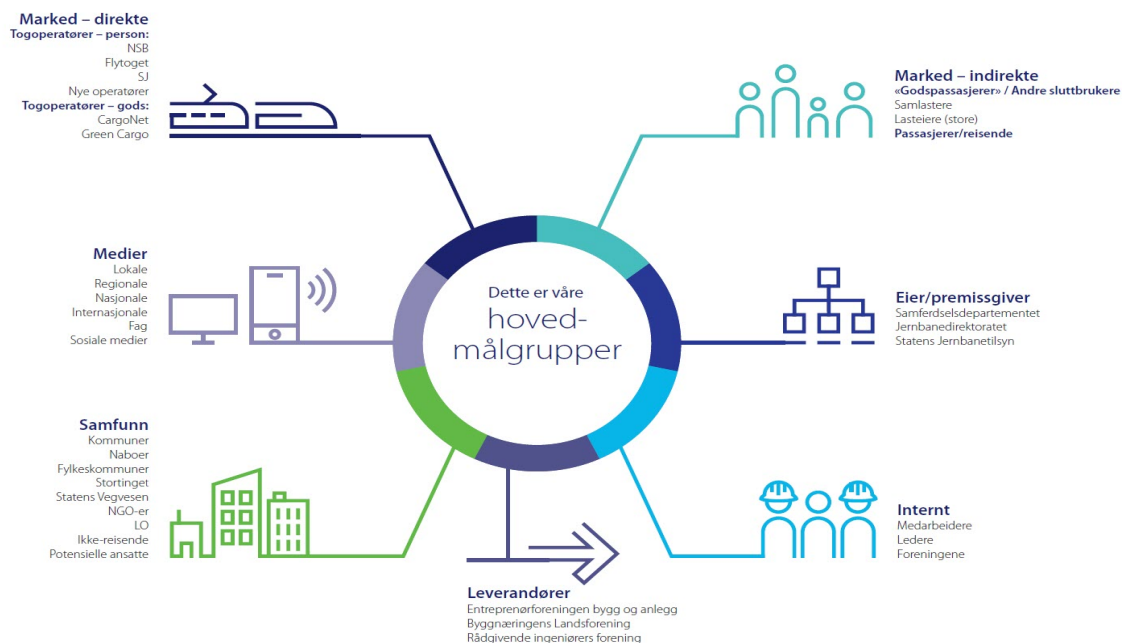 Marked – direkte
Togoperatører – person:
NSB
Flytoget
SJ
Nye operatører
Togoperatører – gods:
CargoNet
Green Cargo
Marked – indirekte
«Godspassasjerer» / Andre sluttbrukere
Samlastere
Lasteiere (store)
Passasjerer/reisende
Medier
Lokale
Regionale
Nasjonale
Internasjonale
Fag
Sosiale medier
Dette er våre
hoved-
målgrupper
Eier/premissgiver
Samferdselsdepartementet
Jernbanedirektoratet
Statens Jernbanetilsyn
Samfunn
Kommuner
Naboer
Fylkeskommuner
Stortinget
Statens Vegvesen
NGO-er
LO
Ikke-reisende
Potensielle ansatte
Internt
Medarbeidere
Ledere
Foreningene
Leverandører
Entreprenørforeningen bygg og anlegg
Byggnæringens Landsforening
Rådgivende ingeniørers forening